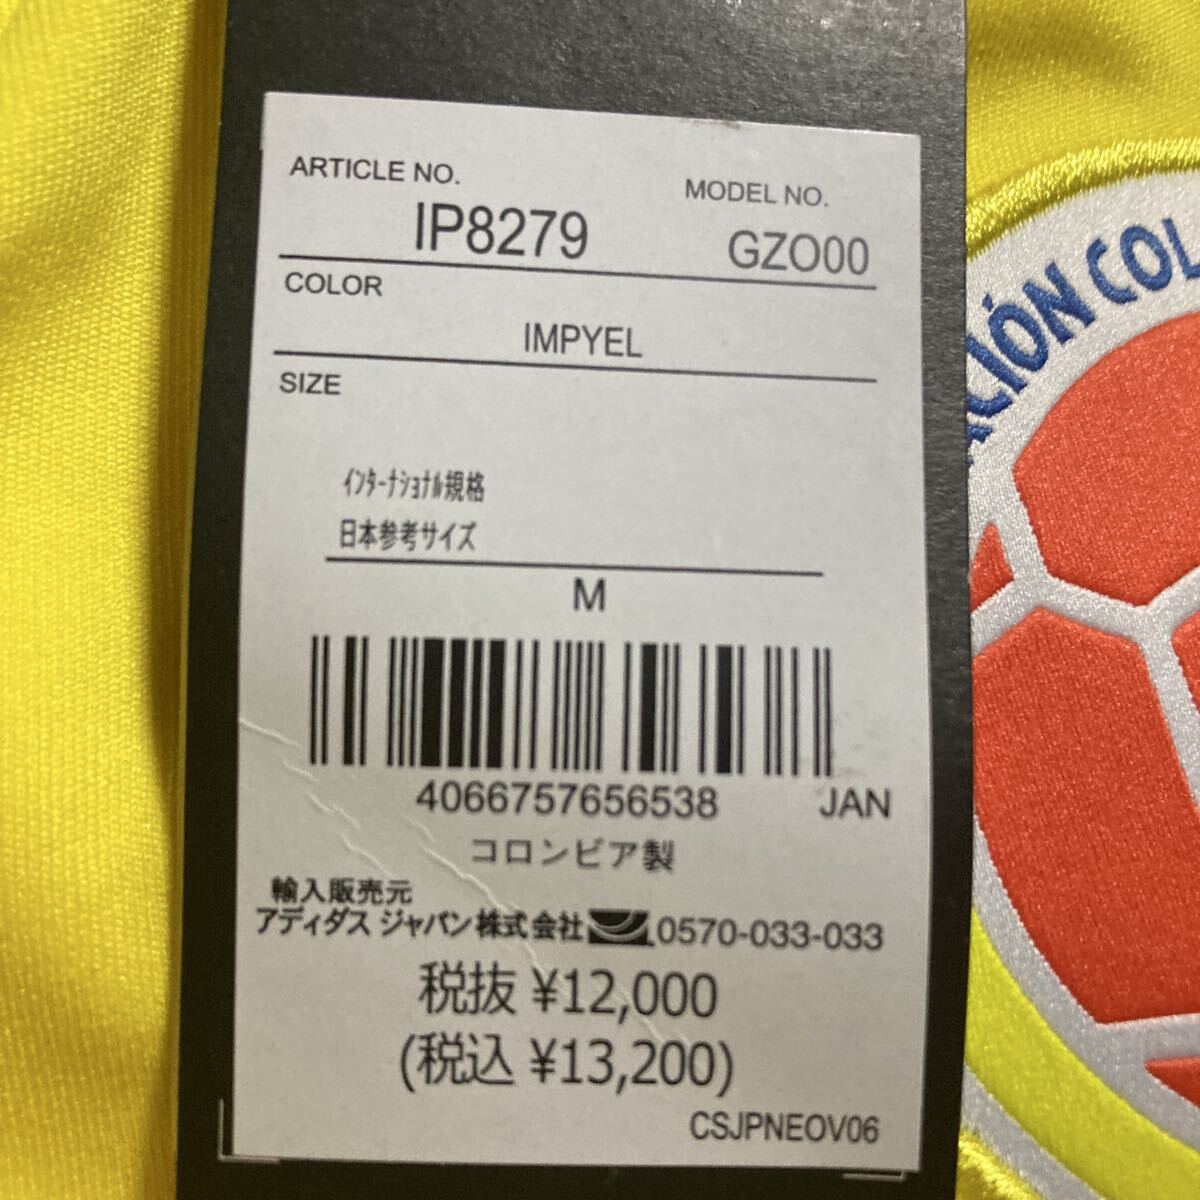 ARTICLE NO.
MODEL NO.
IP8279
GZO00
COLOR
IMPYEL
SIZE
インターナショナル規格
日本参考サイズ
M
4066757656538 JAN
コロンビア製
輸入販売元
アディダス ジャパン株式会社 0570-033-033
税抜 ¥12,000
(税込 ¥13,200)
CSJPNEOV06
ACIÓN COL